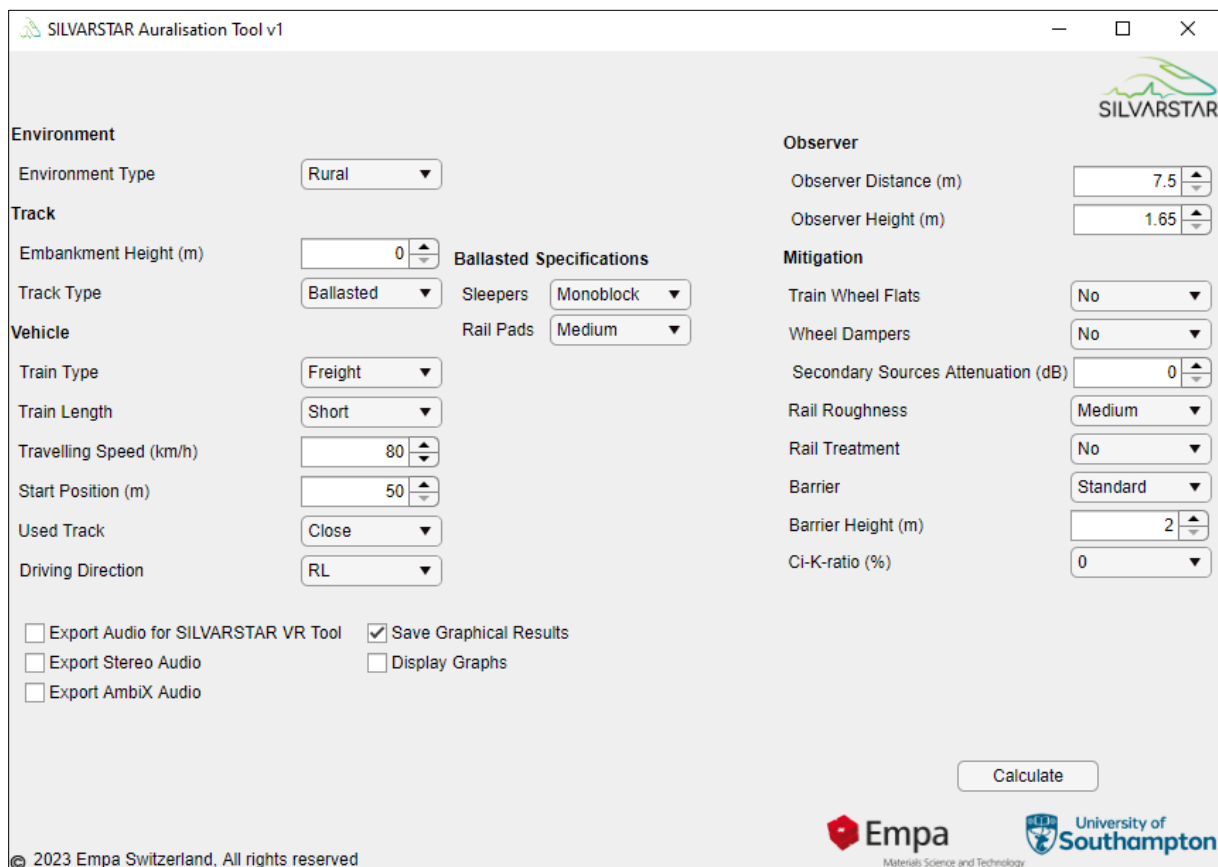 SILVARSTAR Auralisation Tool v1
SILVARSTAR
Environment
Environment Type Rural
Track
Embankment Height (m) 0
Track Type Ballasted
Ballasted Specifications
Sleepers Monoblock
Rail Pads Medium
Vehicle
Train Type Freight
Train Length Short
Travelling Speed (km/h) 80
Start Position (m) 50
Used Track Close
Driving Direction RL
Observer
Observer Distance (m) 7.5
Observer Height (m) 1.65
Mitigation
Train Wheel Flats No
Wheel Dampers No
Secondary Sources Attenuation (dB) 0
Rail Roughness Medium
Rail Treatment No
Barrier Standard
Barrier Height (m) 2
Ci-K-ratio (%) 0
Export Audio for SILVARSTAR VR Tool
Export Stereo Audio
Export AmbiX Audio
Save Graphical Results
Display Graphs
Calculate
Empa
Materials Science and Technology
University of
Southampton
© 2023 Empa Switzerland, All rights reserved